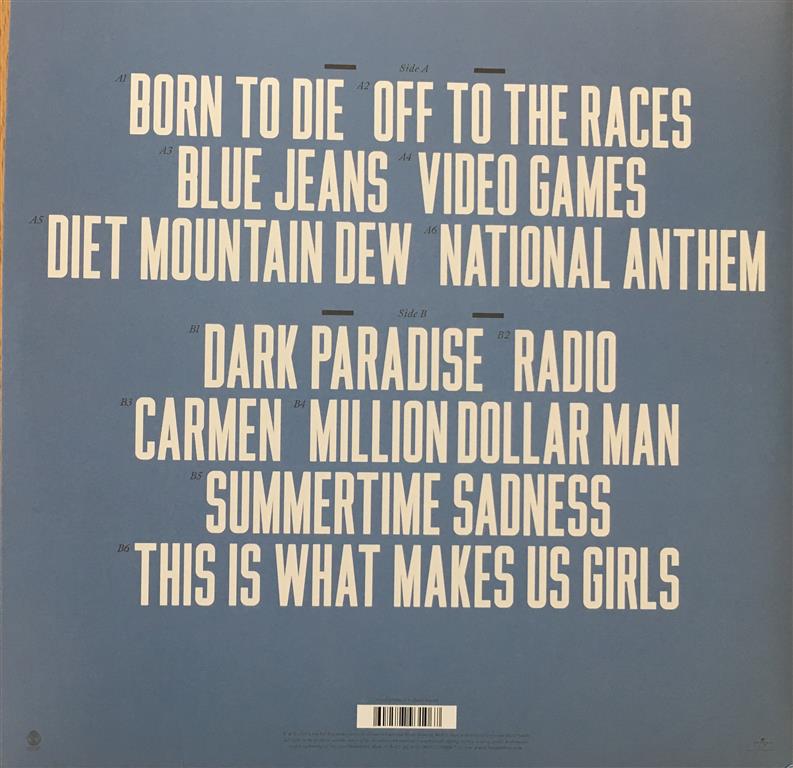 Side A
A1 BORN TO DIE A2 OFF TO THE RACES
A3 BLUE JEANS A4 VIDEO GAMES
A5 DIET MOUNTAIN DEW A6 NATIONAL ANTHEM
Side B
B1 DARK PARADISE B2 RADIO
B3 CARMEN B4 MILLION DOLLAR MAN
B5 SUMMERTIME SADNESS
B6 THIS IS WHAT MAKES US GIRLS